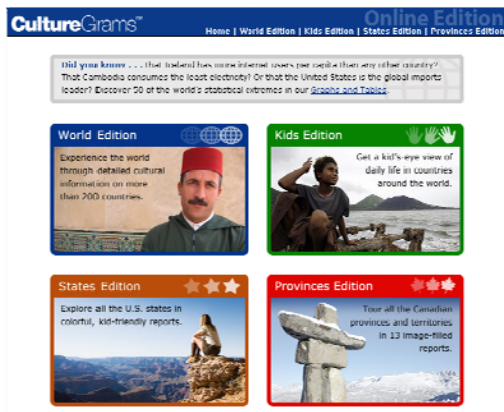 CultureGrams™
Online Edition
Home | World Edition | Kids Edition | States Edition | Provinces Edition
Did you know . . . that Iceland has more internet users per capita than any other country?
That Cambodia consumes the least electricity? Or that the United States is the global imports
leader? Discover 50 of the world's statistical extremes in our Graphs and Tables.
World Edition
Experience the world
through detailed cultural
information on more
than 200 countries.
Kids Edition
Get a kid's-eye view of
daily life in countries
around the world.
States Edition
Explore all the U.S. states in
colorful, kid-friendly reports.
Provinces Edition
Tour all the Canadian
provinces and territories
in 13 image-filled
reports.